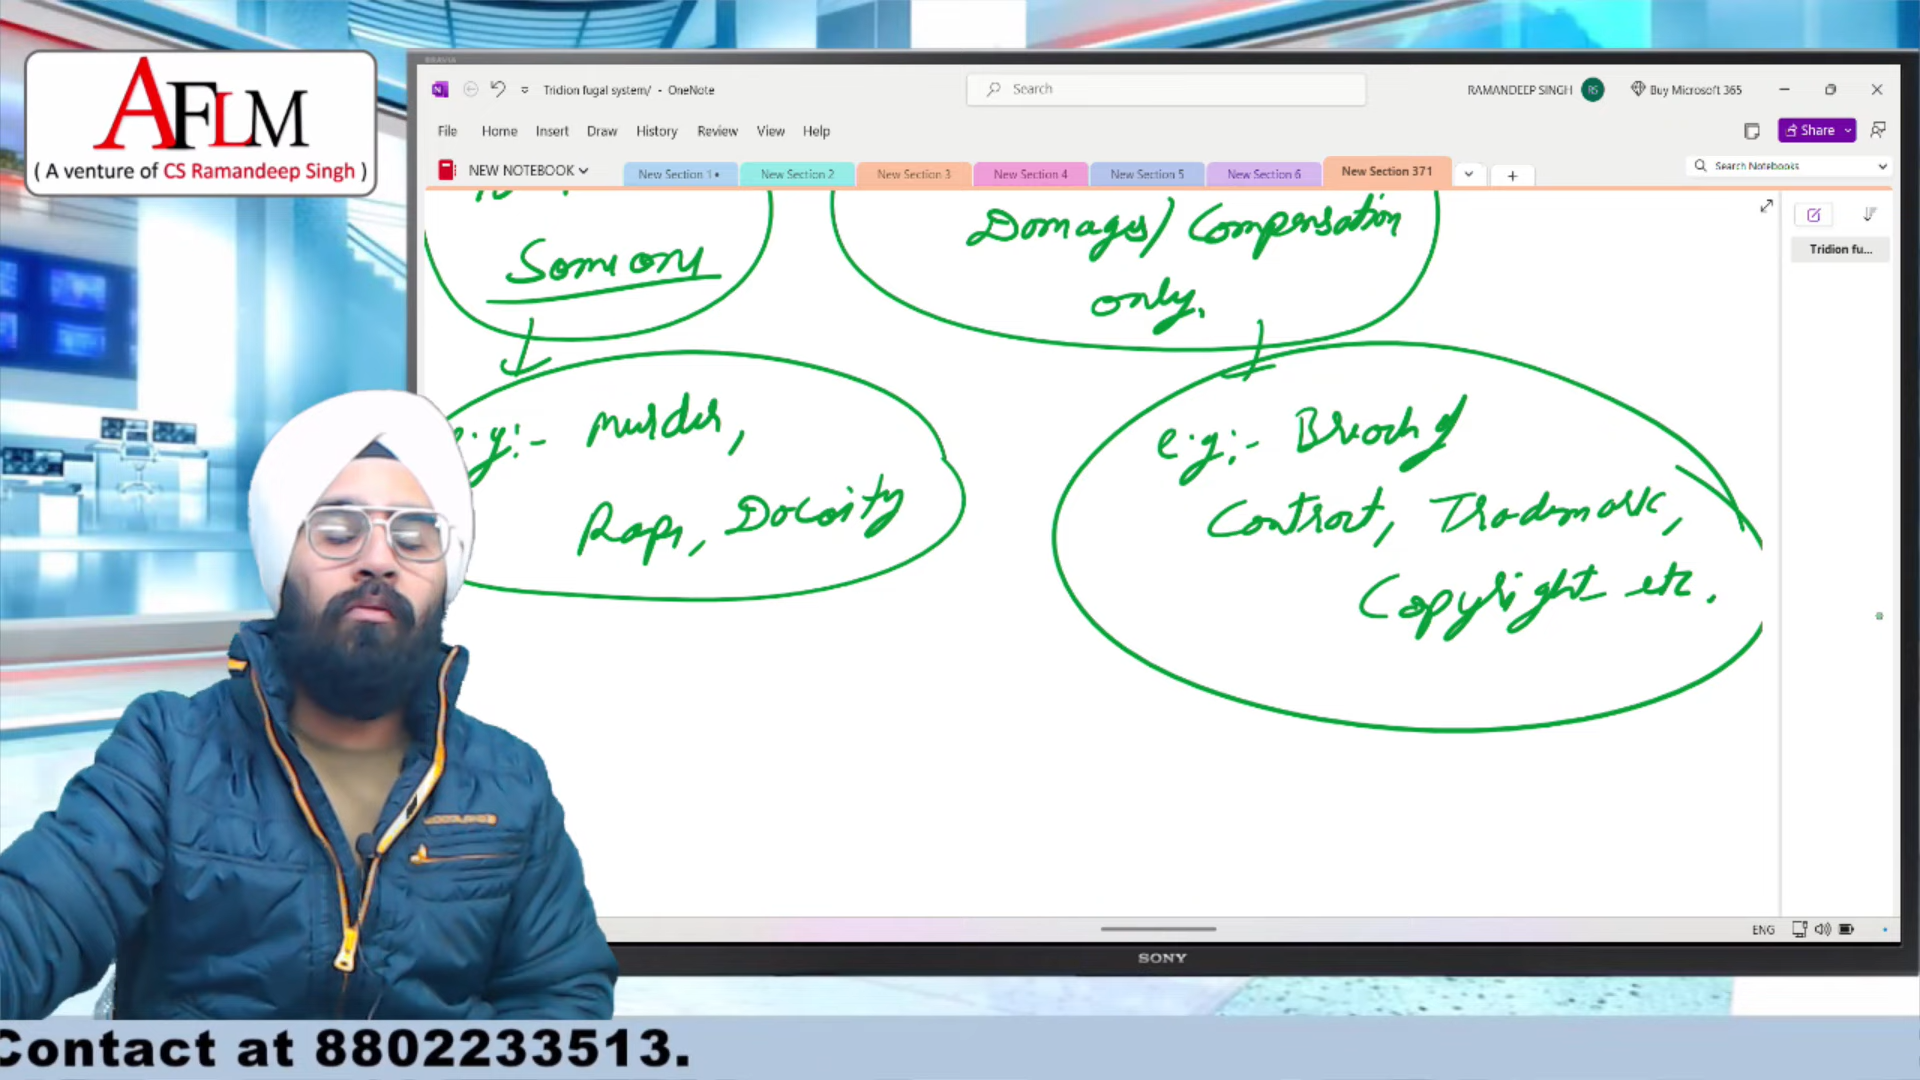 AFLM
( A venture of CS Ramandeep Singh )
BRAVIA
Tridion fugal system/ - OneNote
Search
RAMANDEEP SINGH
RS
Buy Microsoft 365
File Home Insert Draw History Review View Help
Share
NEW NOTEBOOK
New Section 1
New Section 2
New Section 3
New Section 4
New Section 5
New Section 6
New Section 371
Search Notebooks
Tridion fu...
Someone
Damages/ Compensation
only.
e.g:- Murder,
Rape, Dacoity
e.g:- Breach of
Contract, Trademark,
Copyright etc.
ENG
SONY
Contact at 8802233513.